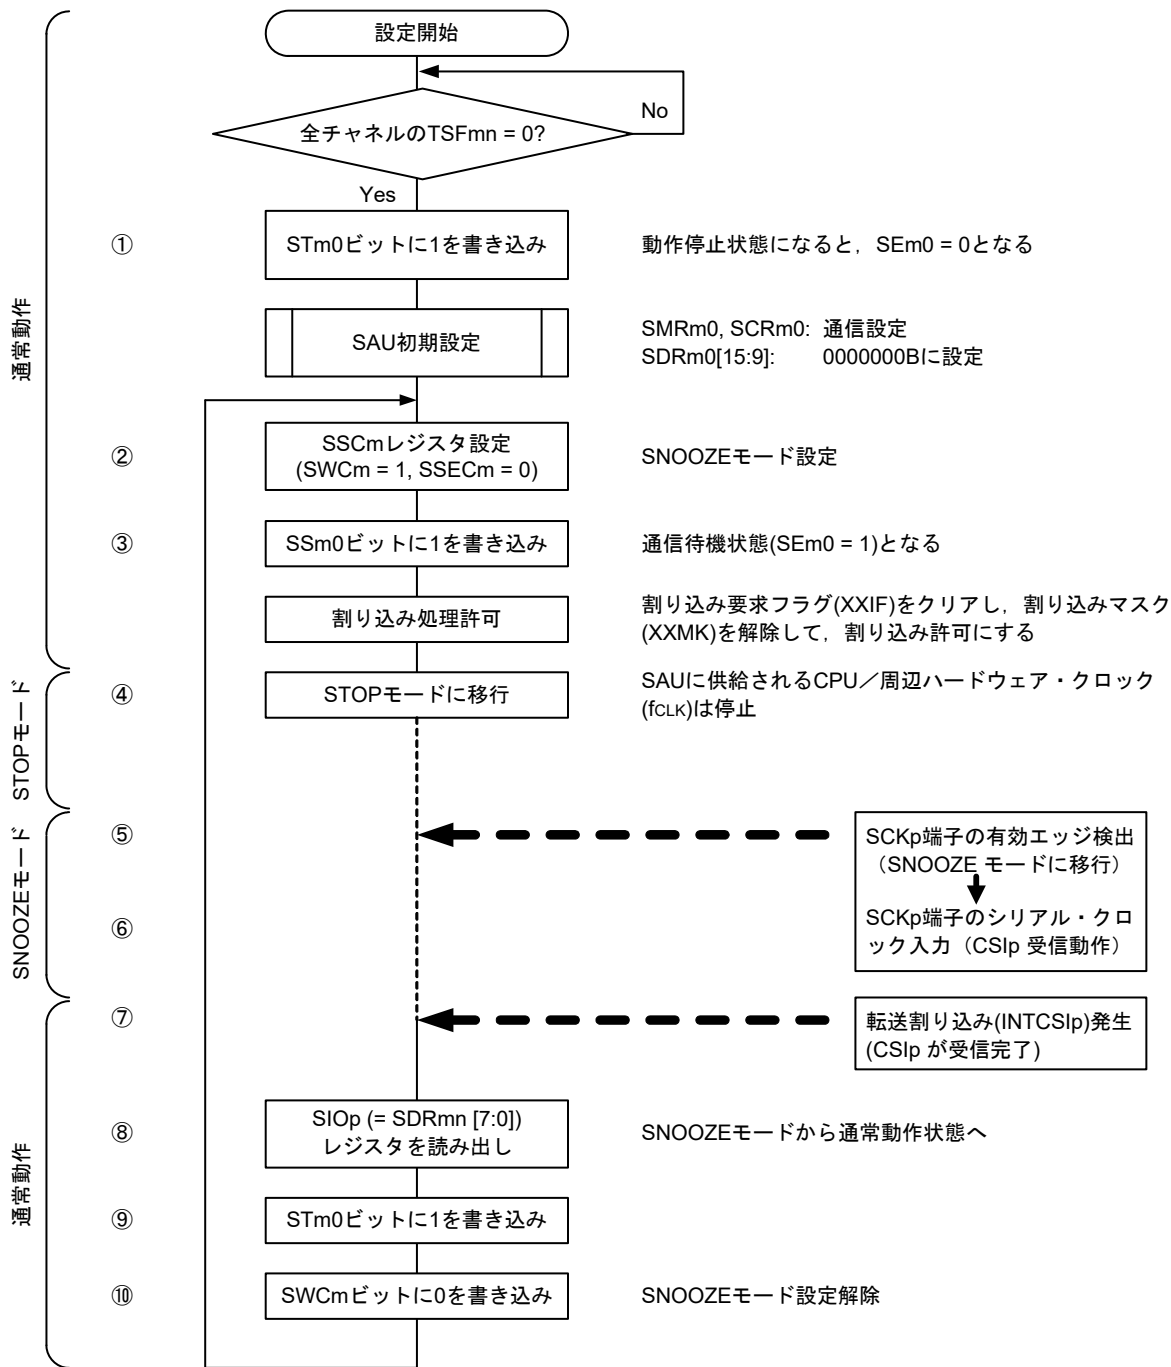 設定開始
No
全チャネルのTSFmn = 0?
Yes
①
STm0ビットに1を書き込み
動作停止状態になると，SEm0 = 0となる
SAU初期設定
SMRm0, SCRm0: 通信設定
SDRm0[15:9]: 0000000Bに設定
通常動作
②
SSCmレジスタ設定
(SWCm = 1, SSECm = 0)
SNOOZEモード設定
③
SSm0ビットに1を書き込み
通信待機状態(SEm0 = 1)となる
割り込み処理許可
割り込み要求フラグ(XXIF)をクリアし，割り込みマスク
(XXMK)を解除して，割り込み許可にする
STOPモード
④
STOPモードに移行
SAUに供給されるCPU／周辺ハードウェア・クロック
(fCLK)は停止
SNOOZEモード
⑤
SCKp端子の有効エッジ検出
（SNOOZE モードに移行）
⑥
SCKp端子のシリアル・クロ
ック入力（CSIp 受信動作）
⑦
転送割り込み(INTCSIp)発生
(CSIp が受信完了)
通常動作
⑧
SIOp (= SDRmn [7:0])
レジスタを読み出し
SNOOZEモードから通常動作状態へ
⑨
STm0ビットに1を書き込み
⑩
SWCmビットに0を書き込み
SNOOZEモード設定解除